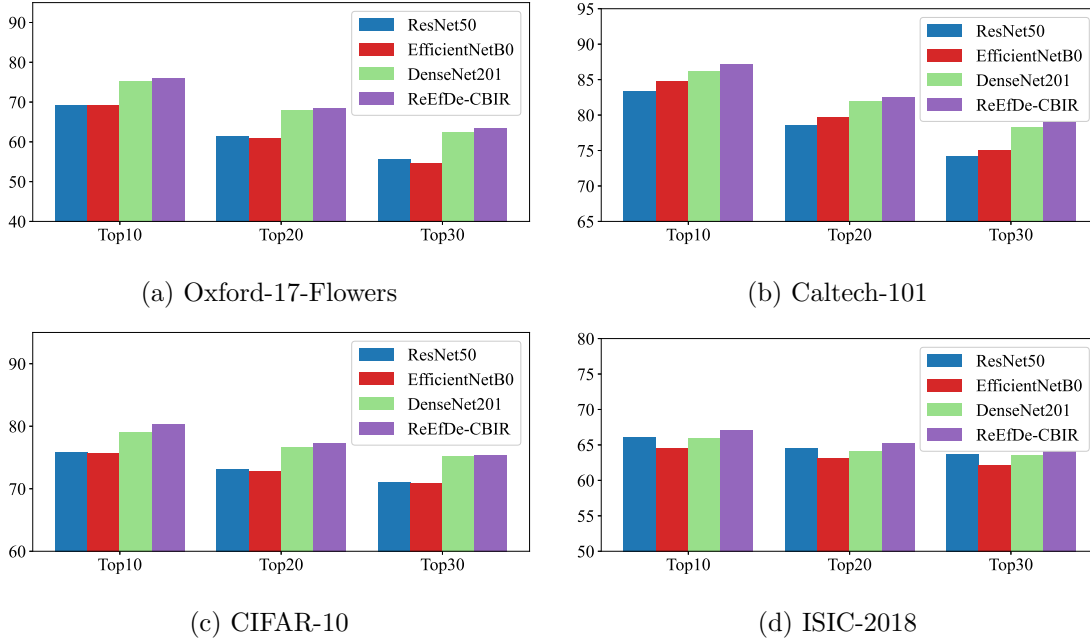 90
80
70
60
50
40
Top10
Top20
Top30
ResNet50
EfficientNetB0
DenseNet201
ReEfDe-CBIR
(a) Oxford-17-Flowers
95
90
85
80
75
70
65
Top10
Top20
Top30
ResNet50
EfficientNetB0
DenseNet201
ReEfDe-CBIR
(b) Caltech-101
90
80
70
60
Top10
Top20
Top30
ResNet50
EfficientNetB0
DenseNet201
ReEfDe-CBIR
(c) CIFAR-10
80
75
70
65
60
55
50
Top10
Top20
Top30
ResNet50
EfficientNetB0
DenseNet201
ReEfDe-CBIR
(d) ISIC-2018